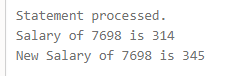 Statement processed.
Salary of 7698 is 314
New Salary of 7698 is 345